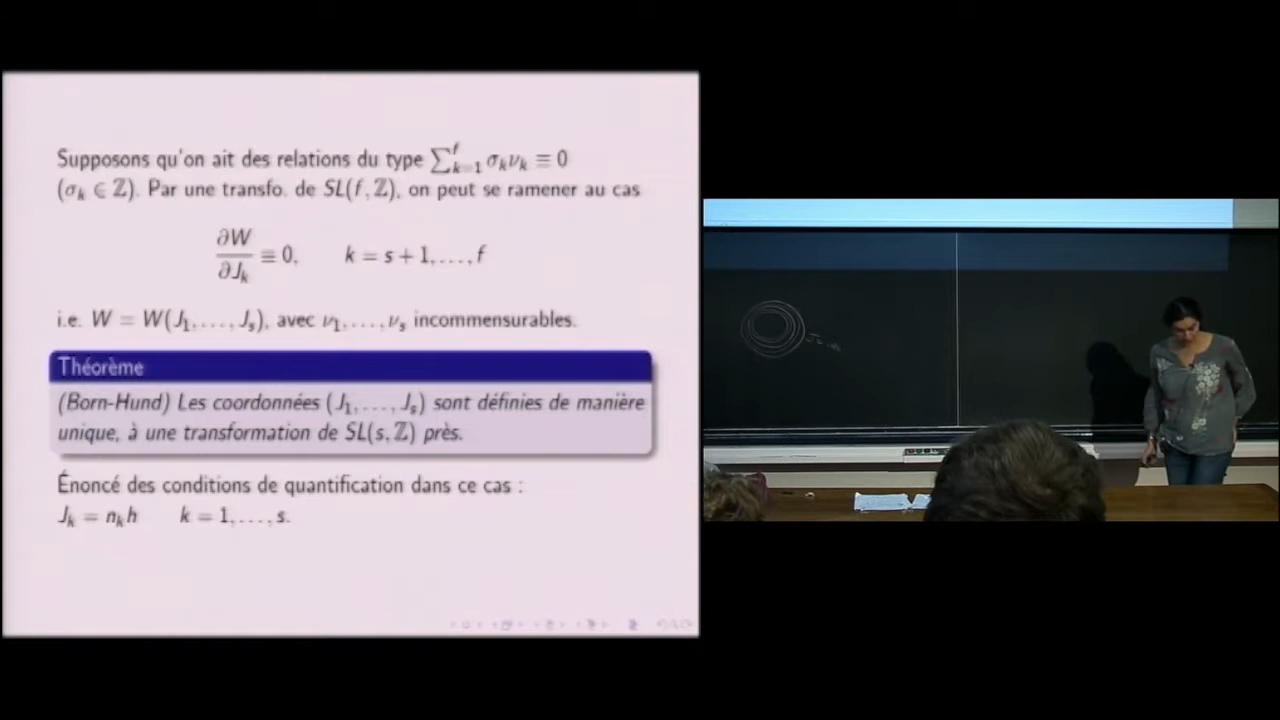 Supposons qu'on ait des relations du type ∑_{k=1}^{f} σ_kν_k ≡ 0
(σ_k ∈ ℤ). Par une transfo. de SL(f, ℤ), on peut se ramener au cas
∂W/∂J_k ≡ 0, k = s + 1, . . . , f
i.e. W = W(J_1, . . . , J_s), avec ν_1, . . . , ν_s incommensurables.
Théorème
(Born-Hund) Les coordonnées (J_1, . . . , J_s) sont définies de manière
unique, à une transformation de SL(s, ℤ) près.
Énoncé des conditions de quantification dans ce cas :
J_k = n_k h k = 1, . . . , s.